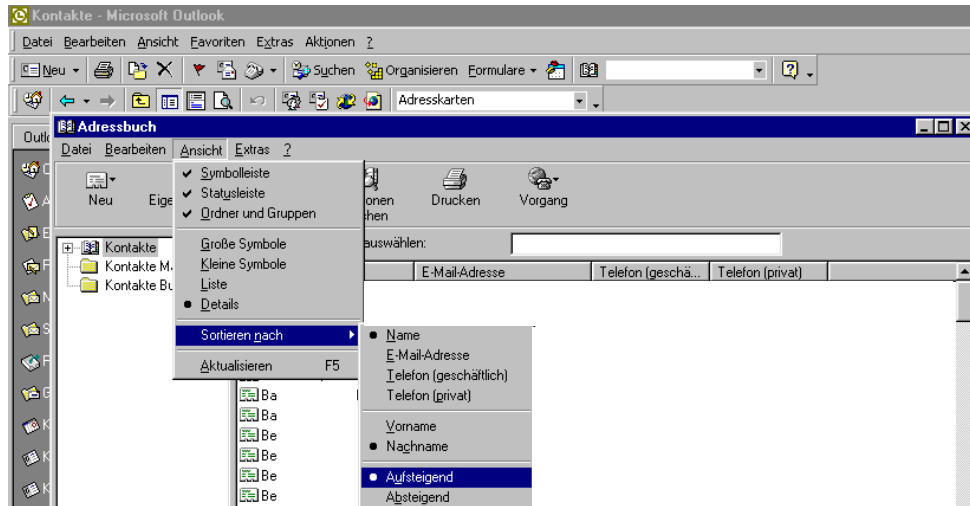 Kontakte - Microsoft Outlook
Datei Bearbeiten Ansicht Favoriten Extras Aktionen ?
Neu Suchen Organisieren Formulare
Adresskarten
Adressbuch
Datei Bearbeiten Ansicht Extras ?
Neu Drucken Vorgang
auswählen:
Kontakte
Kontakte
Kontakte
E-Mail-Adresse Telefon (geschä... Telefon (privat)
Symbolleiste
Statusleiste
Ordner und Gruppen
Große Symbole
Kleine Symbole
Liste
Details
Sortieren nach
Aktualisieren F5
Name
E-Mail-Adresse
Telefon (geschäftlich)
Telefon (privat)
Vorname
Nachname
Aufsteigend
Absteigend
Ba
Ba
Be
Be
Be
Be